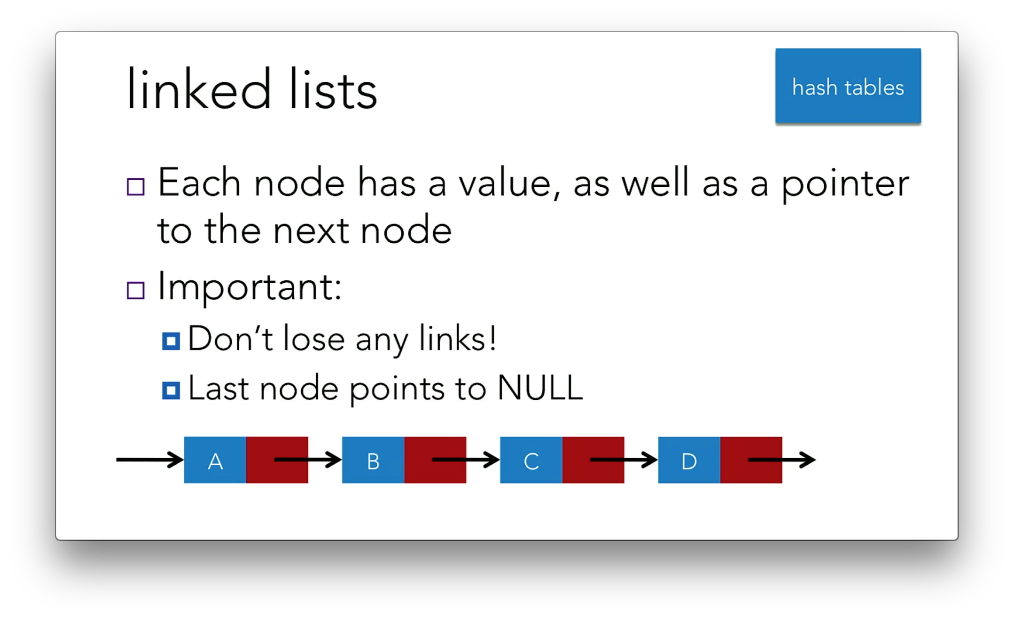 linked lists
hash tables
Each node has a value, as well as a pointer
to the next node
Important:
Don’t lose any links!
Last node points to NULL
A B C D